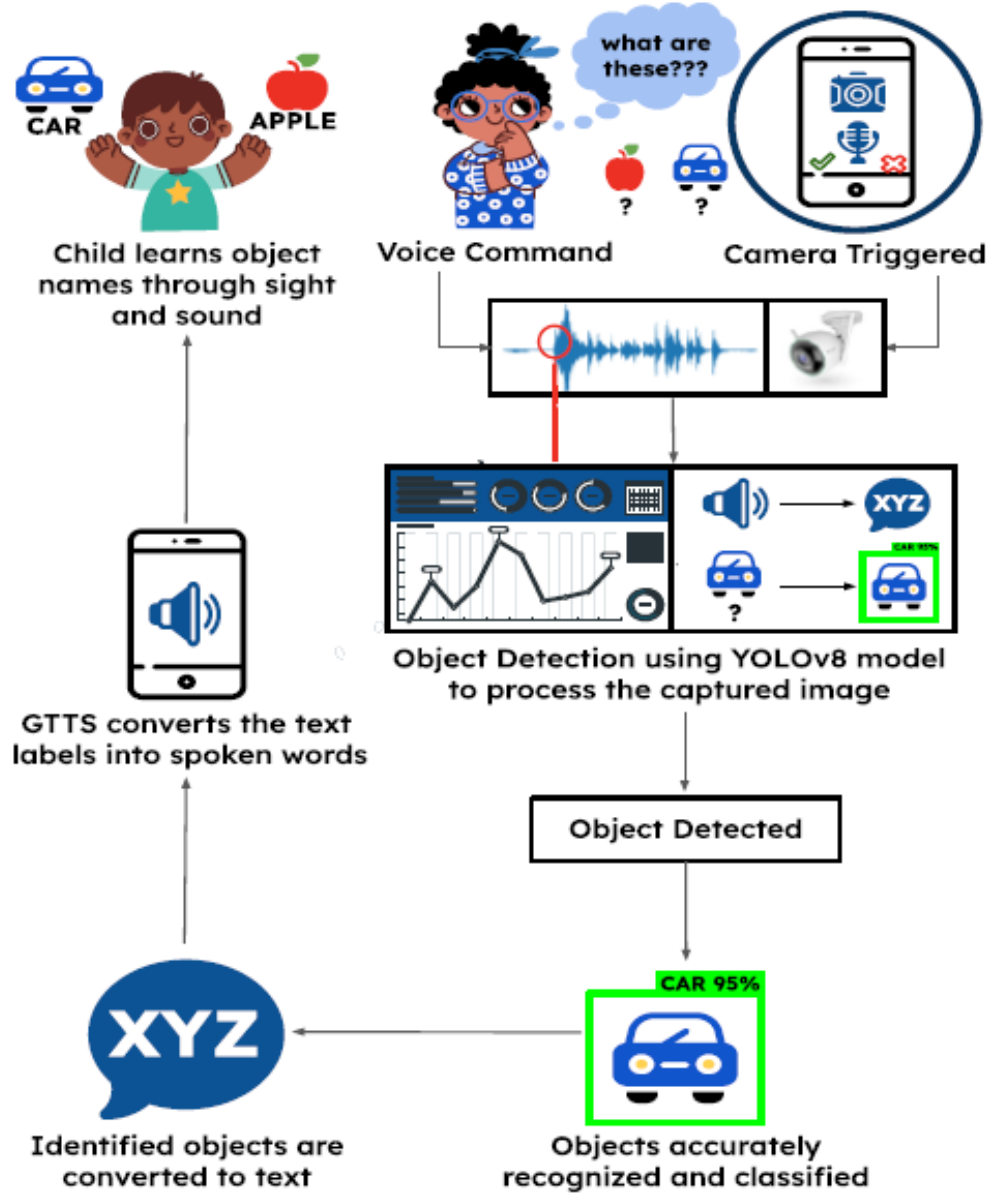 CAR
APPLE
Child learns object
names through sight
and sound
what are
these???
?
?
Voice Command
Camera Triggered
XYZ
CAR 95%
?
Object Detection using YOLOv8 model
to process the captured image
GTTS converts the text
labels into spoken words
Object Detected
CAR 95%
XYZ
Identified objects are
converted to text
Objects accurately
recognized and classified